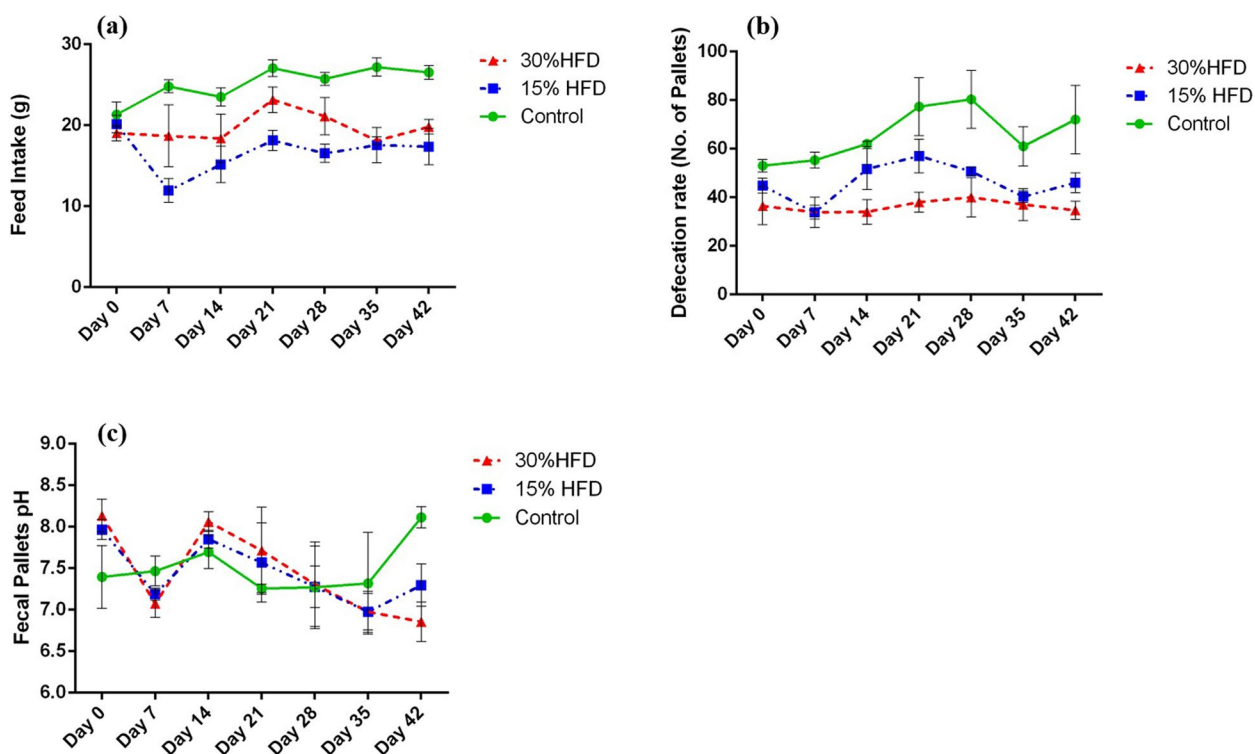 (a)
30
20
10
0
Feed Intake (g)
Day 0
Day 7
Day 14
Day 21
Day 28
Day 35
Day 42
30%HFD
15% HFD
Control
(b)
100
80
60
40
20
0
Defecation rate (No. of Pallets)
Day 0
Day 7
Day 14
Day 21
Day 28
Day 35
Day 42
30%HFD
15% HFD
Control
(c)
9.0
8.5
8.0
7.5
7.0
6.5
6.0
Fecal Pallets pH
Day 0
Day 7
Day 14
Day 21
Day 28
Day 35
Day 42
30%HFD
15% HFD
Control